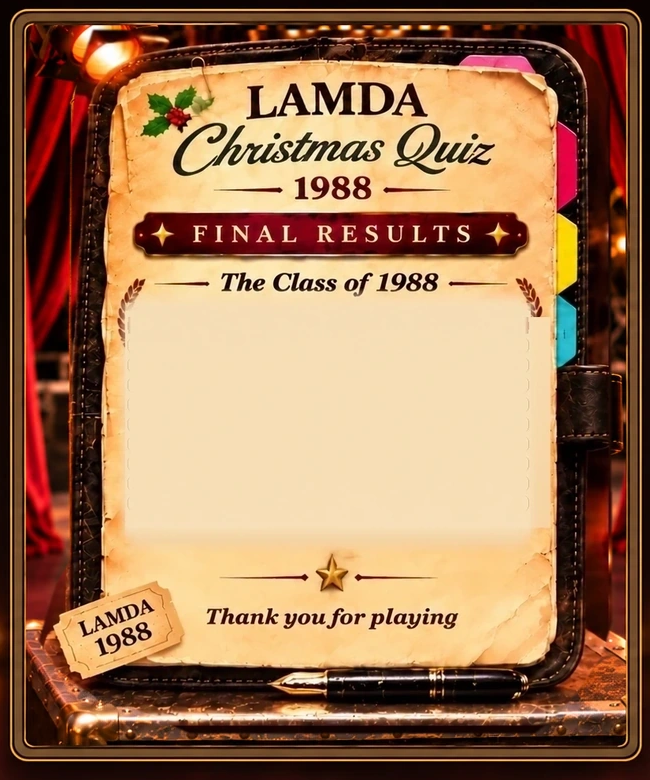 LAMDA
Christmas Quiz
1988
FINAL RESULTS
The Class of 1988
Thank you for playing
LAMDA
1988